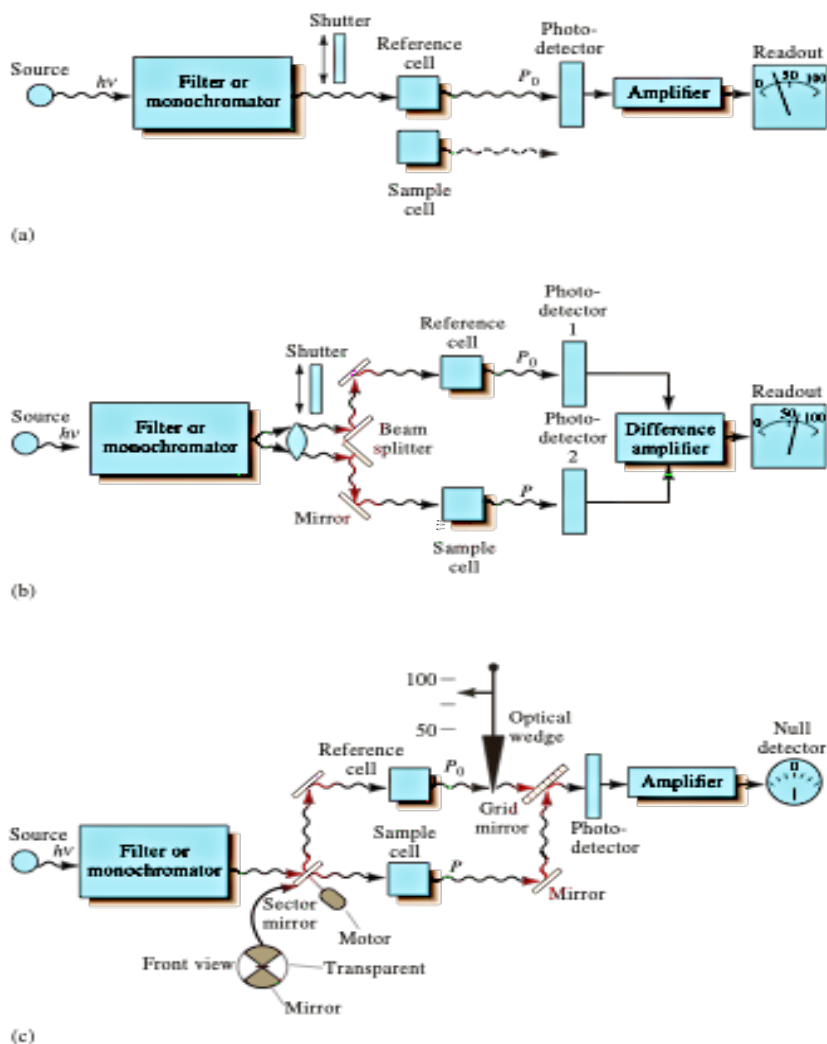 Shutter
Reference
cell
Photo-
detector
Readout
Source
hν
Filter or
monochromator
P0
Amplifier
0 50 100
Sample
cell
(a)
Photo-
detector
1
Reference
cell
P0
Shutter
Readout
Source
hν
Filter or
monochromator
Beam
splitter
Photo-
detector
2
Difference
amplifier
0 50 100
Mirror
P
Sample
cell
(b)
100
50
Optical
wedge
Null
detector
0
Reference
cell
P0
Grid
mirror
Amplifier
Photo-
detector
Source
hν
Filter or
monochromator
Sample
cell
P
Mirror
Sector
mirror
Motor
Front view
Transparent
Mirror
(c)